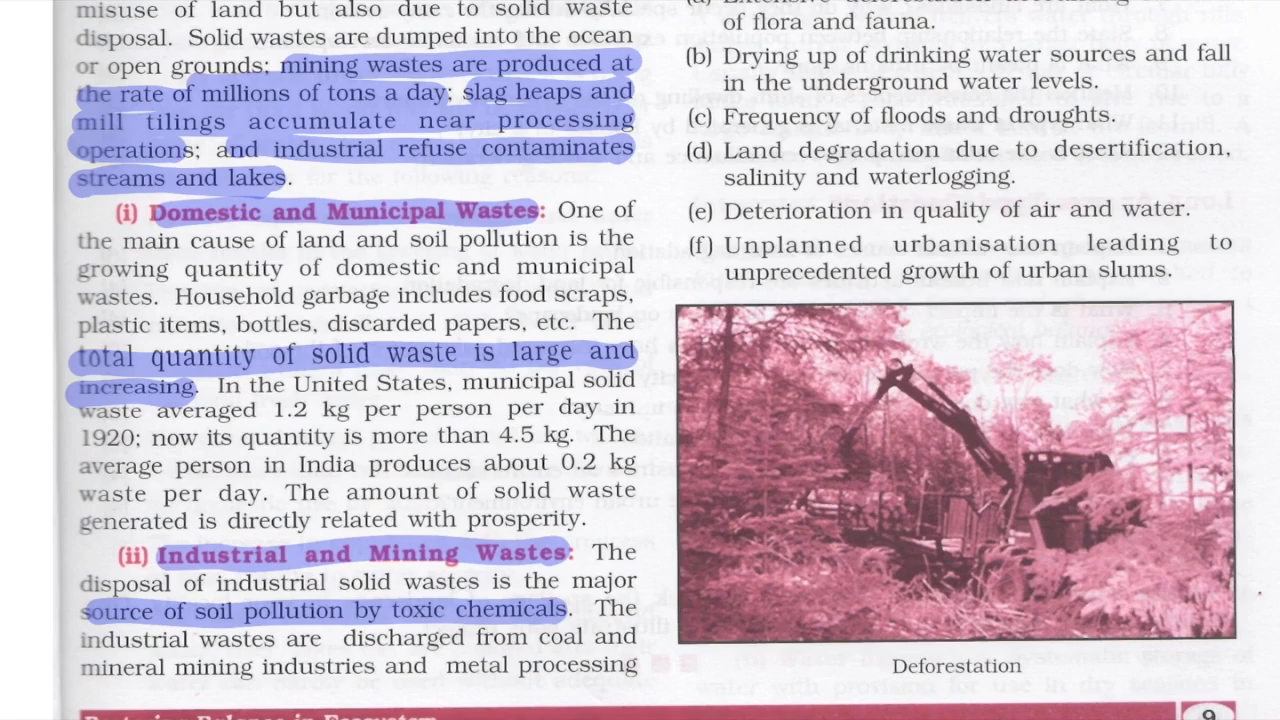 misuse of land but also due to solid waste
disposal. Solid wastes are dumped into the ocean
or open grounds; mining wastes are produced at
the rate of millions of tons a day; slag heaps and
mill tilings accumulate near processing
operations; and industrial refuse contaminates
streams and lakes.
(i) Domestic and Municipal Wastes: One of
the main cause of land and soil pollution is the
growing quantity of domestic and municipal
wastes. Household garbage includes food scraps,
plastic items, bottles, discarded papers, etc. The
total quantity of solid waste is large and
increasing. In the United States, municipal solid
waste averaged 1.2 kg per person per day in
1920; now its quantity is more than 4.5 kg. The
average person in India produces about 0.2 kg
waste per day. The amount of solid waste
generated is directly related with prosperity.
(ii) Industrial and Mining Wastes: The
disposal of industrial solid wastes is the major
source of soil pollution by toxic chemicals. The
industrial wastes are discharged from coal and
mineral mining industries and metal processing
of flora and fauna.
(b) Drying up of drinking water sources and fall
in the underground water levels.
(c) Frequency of floods and droughts.
(d) Land degradation due to desertification,
salinity and waterlogging.
(e) Deterioration in quality of air and water.
(f) Unplanned urbanisation leading to
unprecedented growth of urban slums.
Deforestation
Balance in Ecosystem
9